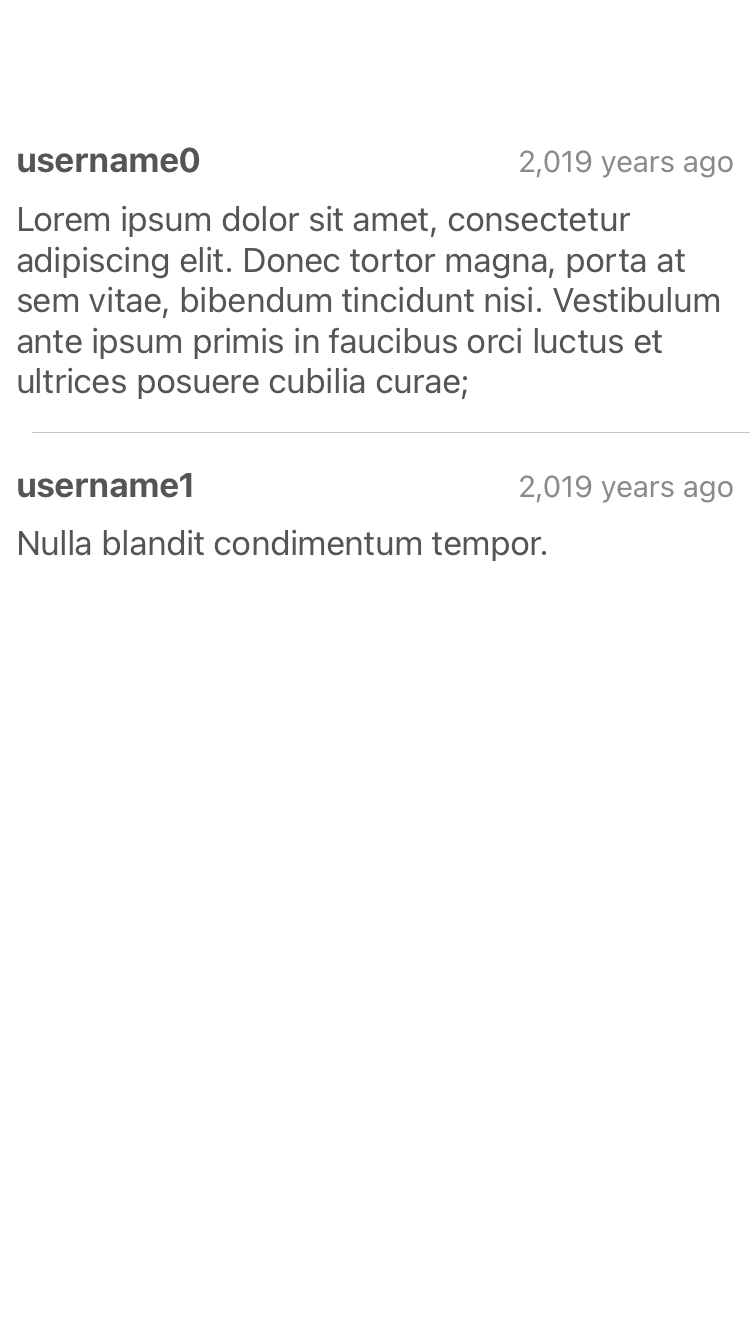 username0 2,019 years ago
Lorem ipsum dolor sit amet, consectetur
adipiscing elit. Donec tortor magna, porta at
sem vitae, bibendum tincidunt nisi. Vestibulum
ante ipsum primis in faucibus orci luctus et
ultrices posuere cubilia curae;
username1 2,019 years ago
Nulla blandit condimentum tempor.